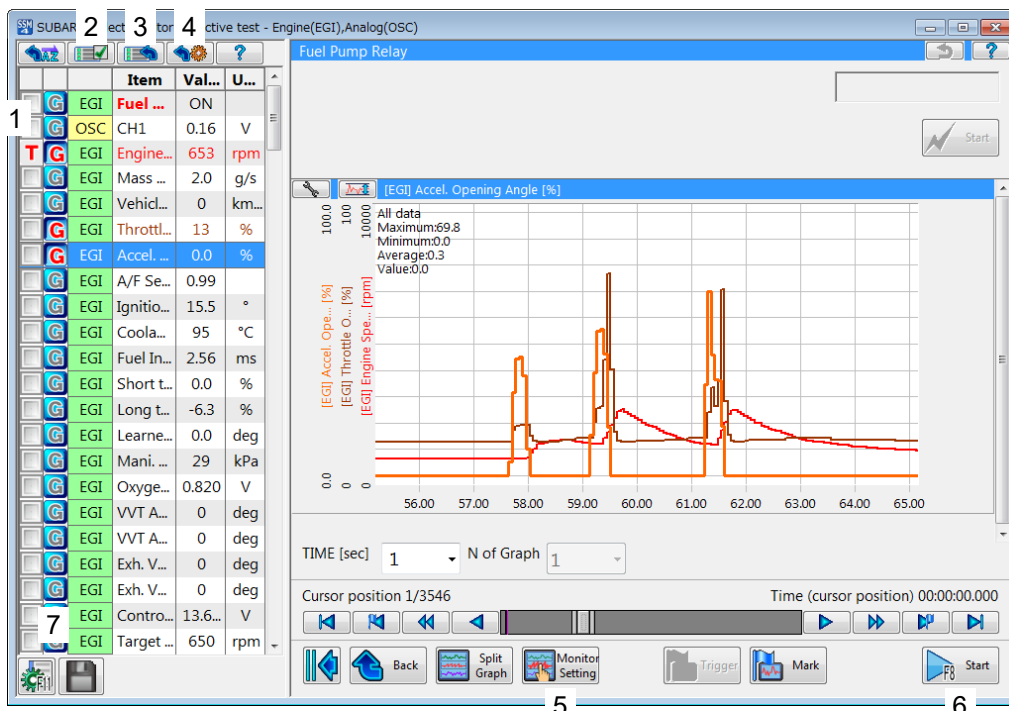 SUBAR ect tor ctive test - Engine(EGI),Analog(OSC)
2 3 4
AZ ? Fuel Pump Relay ?
Item Val... U...
1
G EGI Fuel ... ON
G OSC CH1 0.16 V
T G EGI Engine... 653 rpm
G EGI Mass ... 2.0 g/s
G EGI Vehicl... 0 km...
G EGI Throttl... 13 %
G EGI Accel. ... 0.0 %
G EGI A/F Se... 0.99
G EGI Ignitio... 15.5 °
G EGI Coola... 95 °C
G EGI Fuel In... 2.56 ms
G EGI Short t... 0.0 %
G EGI Long t... -6.3 %
G EGI Learne... 0.0 deg
G EGI Mani. ... 29 kPa
G EGI Oxyge... 0.820 V
G EGI VVT A... 0 deg
G EGI VVT A... 0 deg
G EGI Exh. V... 0 deg
G EGI Exh. V... 0 deg
G EGI Contro... 13.6... V
G EGI Target ... 650 rpm
7
F11
Start
[EGI] Accel. Opening Angle [%]
100.0
100
10000
All data
Maximum:69.8
Minimum:0.0
Average:0.3
Value:0.0
[EGI] Accel. Ope... [%]
[EGI] Throttle O... [%]
[EGI] Engine Spe... [rpm]
0.0
0
0
56.00 57.00 58.00 59.00 60.00 61.00 62.00 63.00 64.00 65.00
TIME [sec] 1 N of Graph 1
Cursor position 1/3546 Time (cursor position) 00:00:00.000
Back
Split Graph
Monitor Setting
Trigger
Mark
F8 Start
5 6